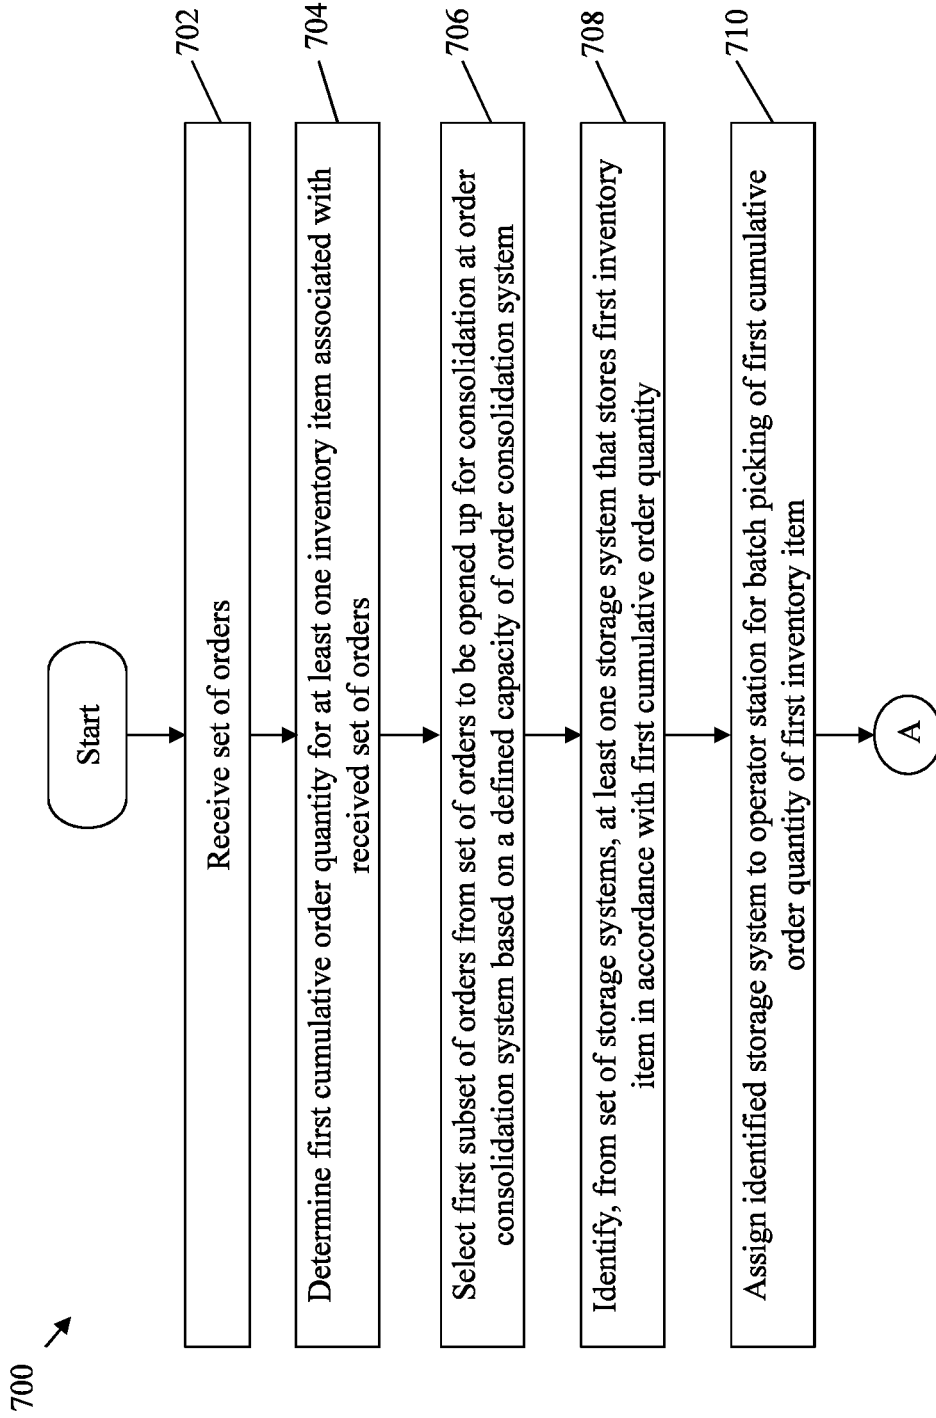 700
Start
Receive set of orders
702
Determine first cumulative order quantity for at least one inventory item associated with
received set of orders
704
Select first subset of orders from set of orders to be opened up for consolidation at order
consolidation system based on a defined capacity of order consolidation system
706
Identify, from set of storage systems, at least one storage system that stores first inventory
item in accordance with first cumulative order quantity
708
Assign identified storage system to operator station for batch picking of first cumulative
order quantity of first inventory item
710
A